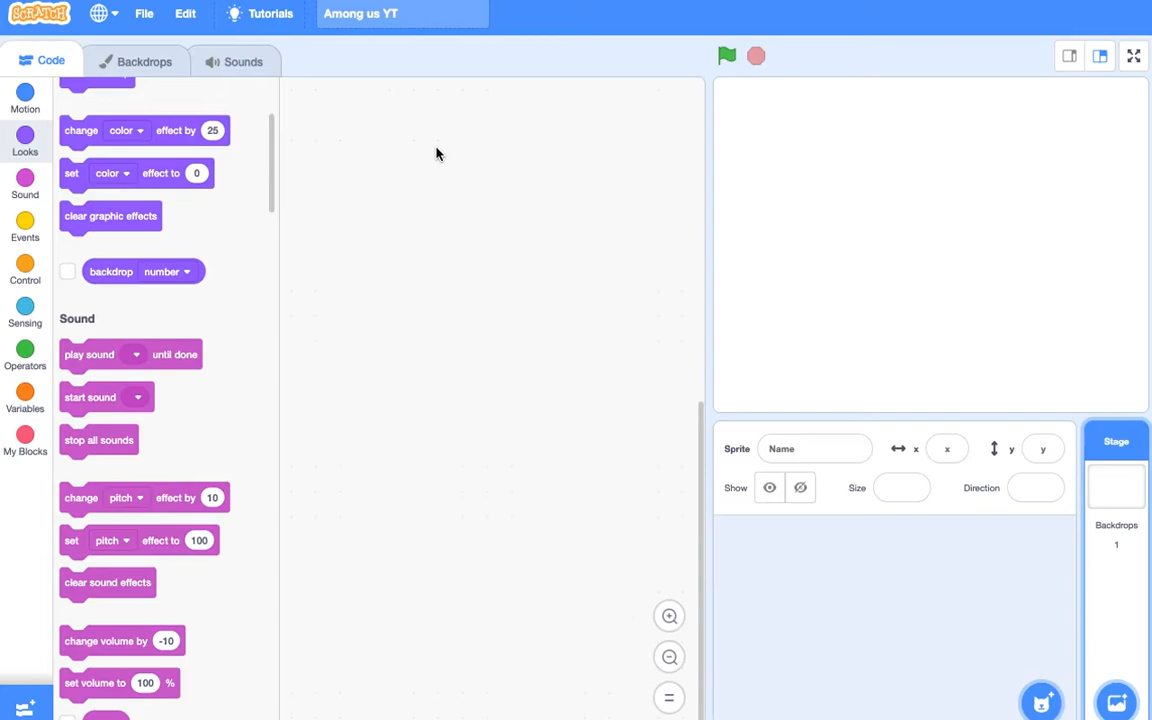 SCRATCH File Edit Tutorials Among us YT
Code Backdrops Sounds
Motion
Looks
Sound
Events
Control
Sensing
Operators
Variables
My Blocks
change color effect by 25
set color effect to 0
clear graphic effects
backdrop number
Sound
play sound until done
start sound
stop all sounds
change pitch effect by 10
set pitch effect to 100
clear sound effects
change volume by -10
set volume to 100 %
Sprite Name x x y y
Show Size Direction
Stage
Backdrops
1